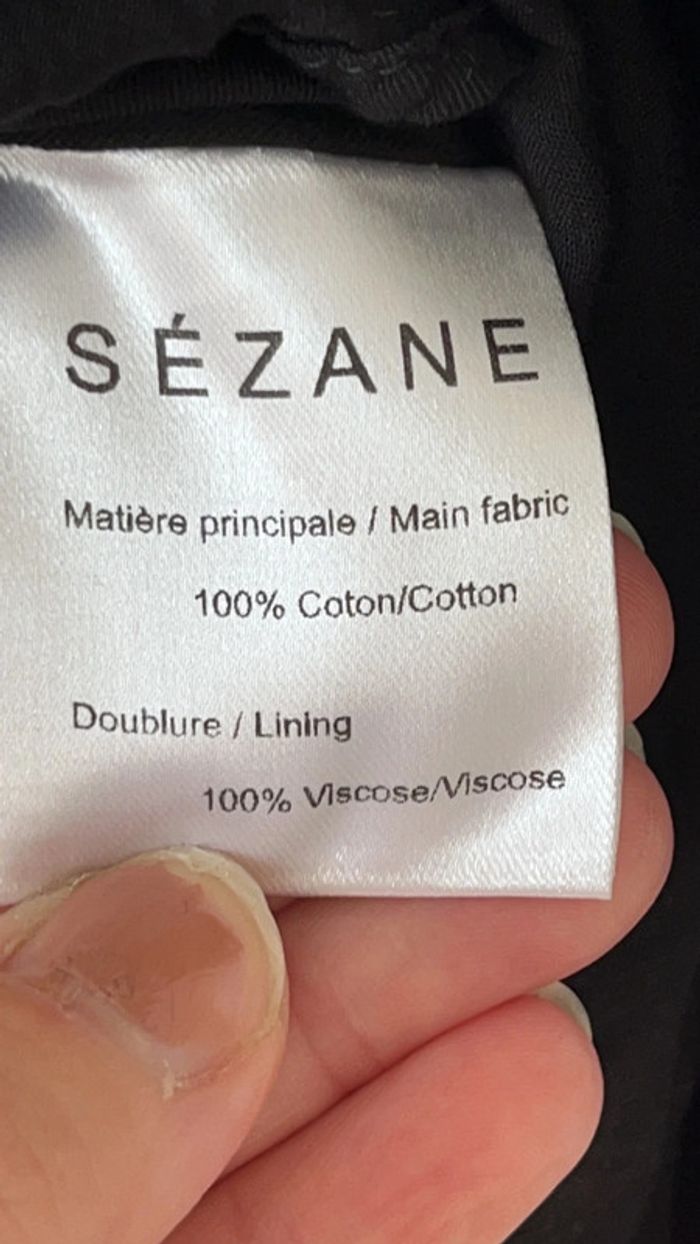 SÉZANE
Matière principale / Main fabric
100% Coton/Cotton
Doublure / Lining
100% Viscose/Viscose